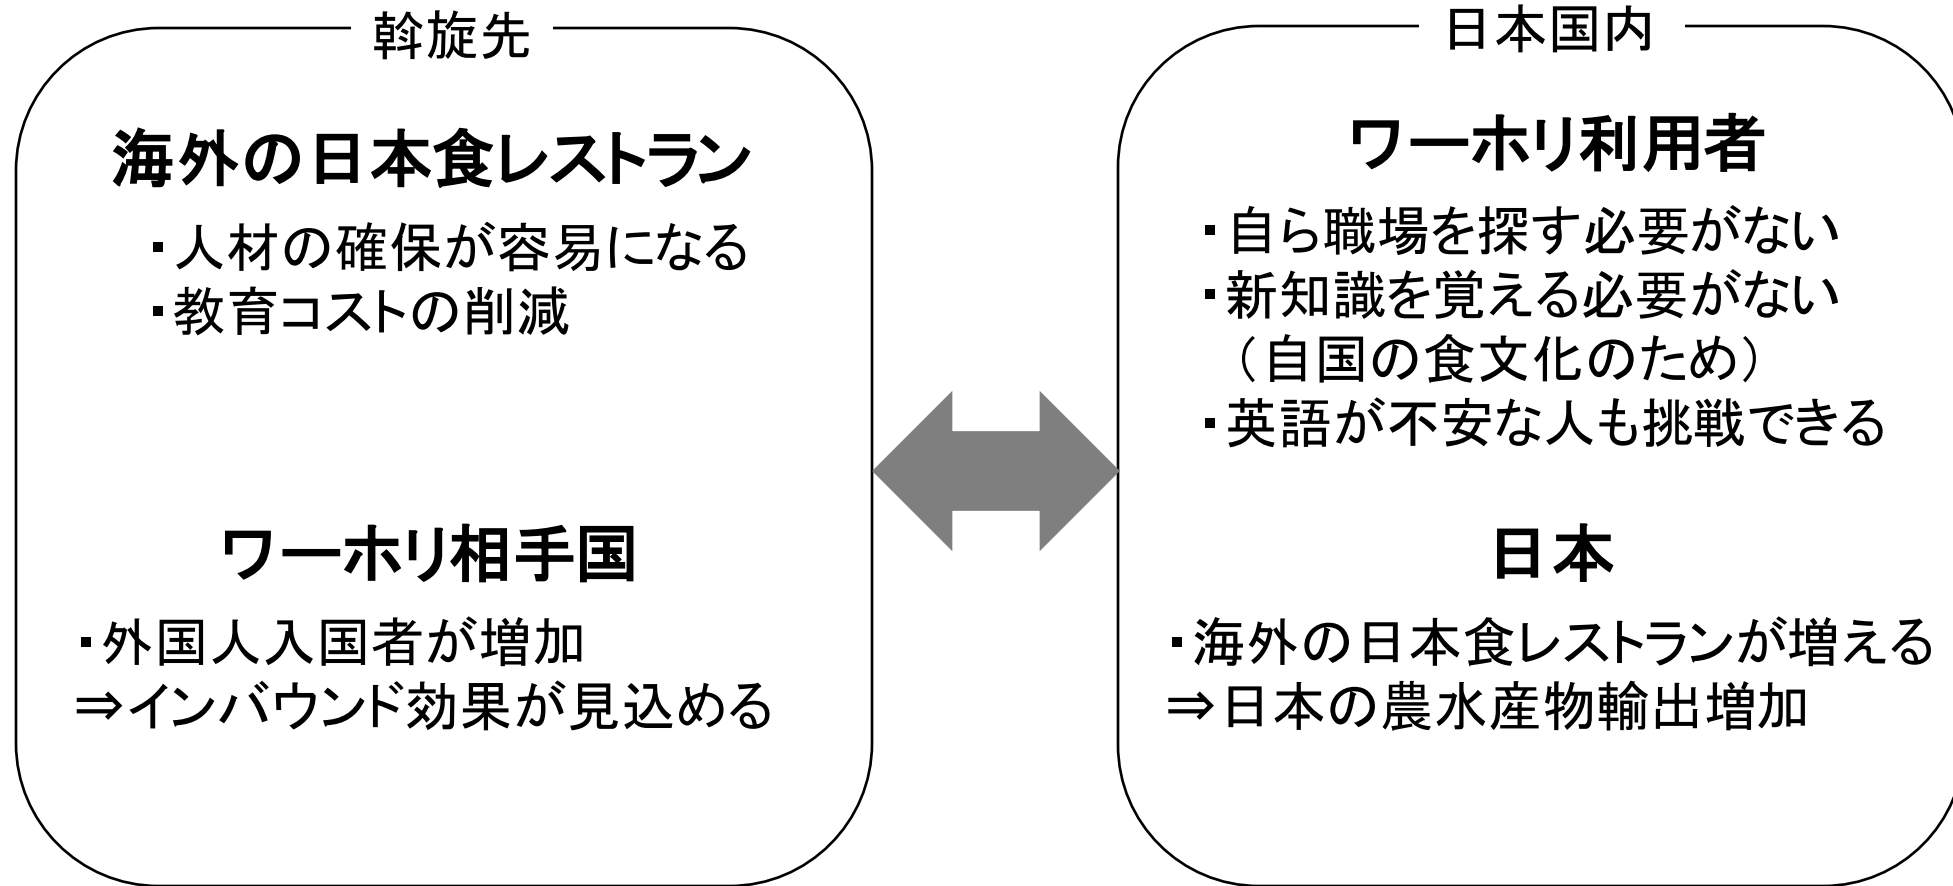 斡旋先
海外の日本食レストラン
・人材の確保が容易になる
・教育コストの削減
ワーホリ相手国
・外国人入国者が増加
⇒インバウンド効果が見込める
日本国内
ワーホリ利用者
・自ら職場を探す必要がない
・新知識を覚える必要がない
（自国の食文化のため）
・英語が不安な人も挑戦できる
日本
・海外の日本食レストランが増える
⇒日本の農水産物輸出増加